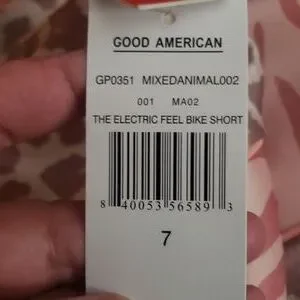 GOOD AMERICAN
GP0351 MIXEDANIMAL002
001 MA02
THE ELECTRIC FEEL BIKE SHORT
8 40053 56589 3
7